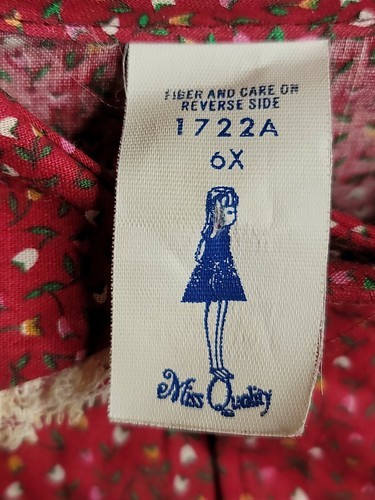 FIBER AND CARE ON
REVERSE SIDE
1722A
6X
Miss Quality